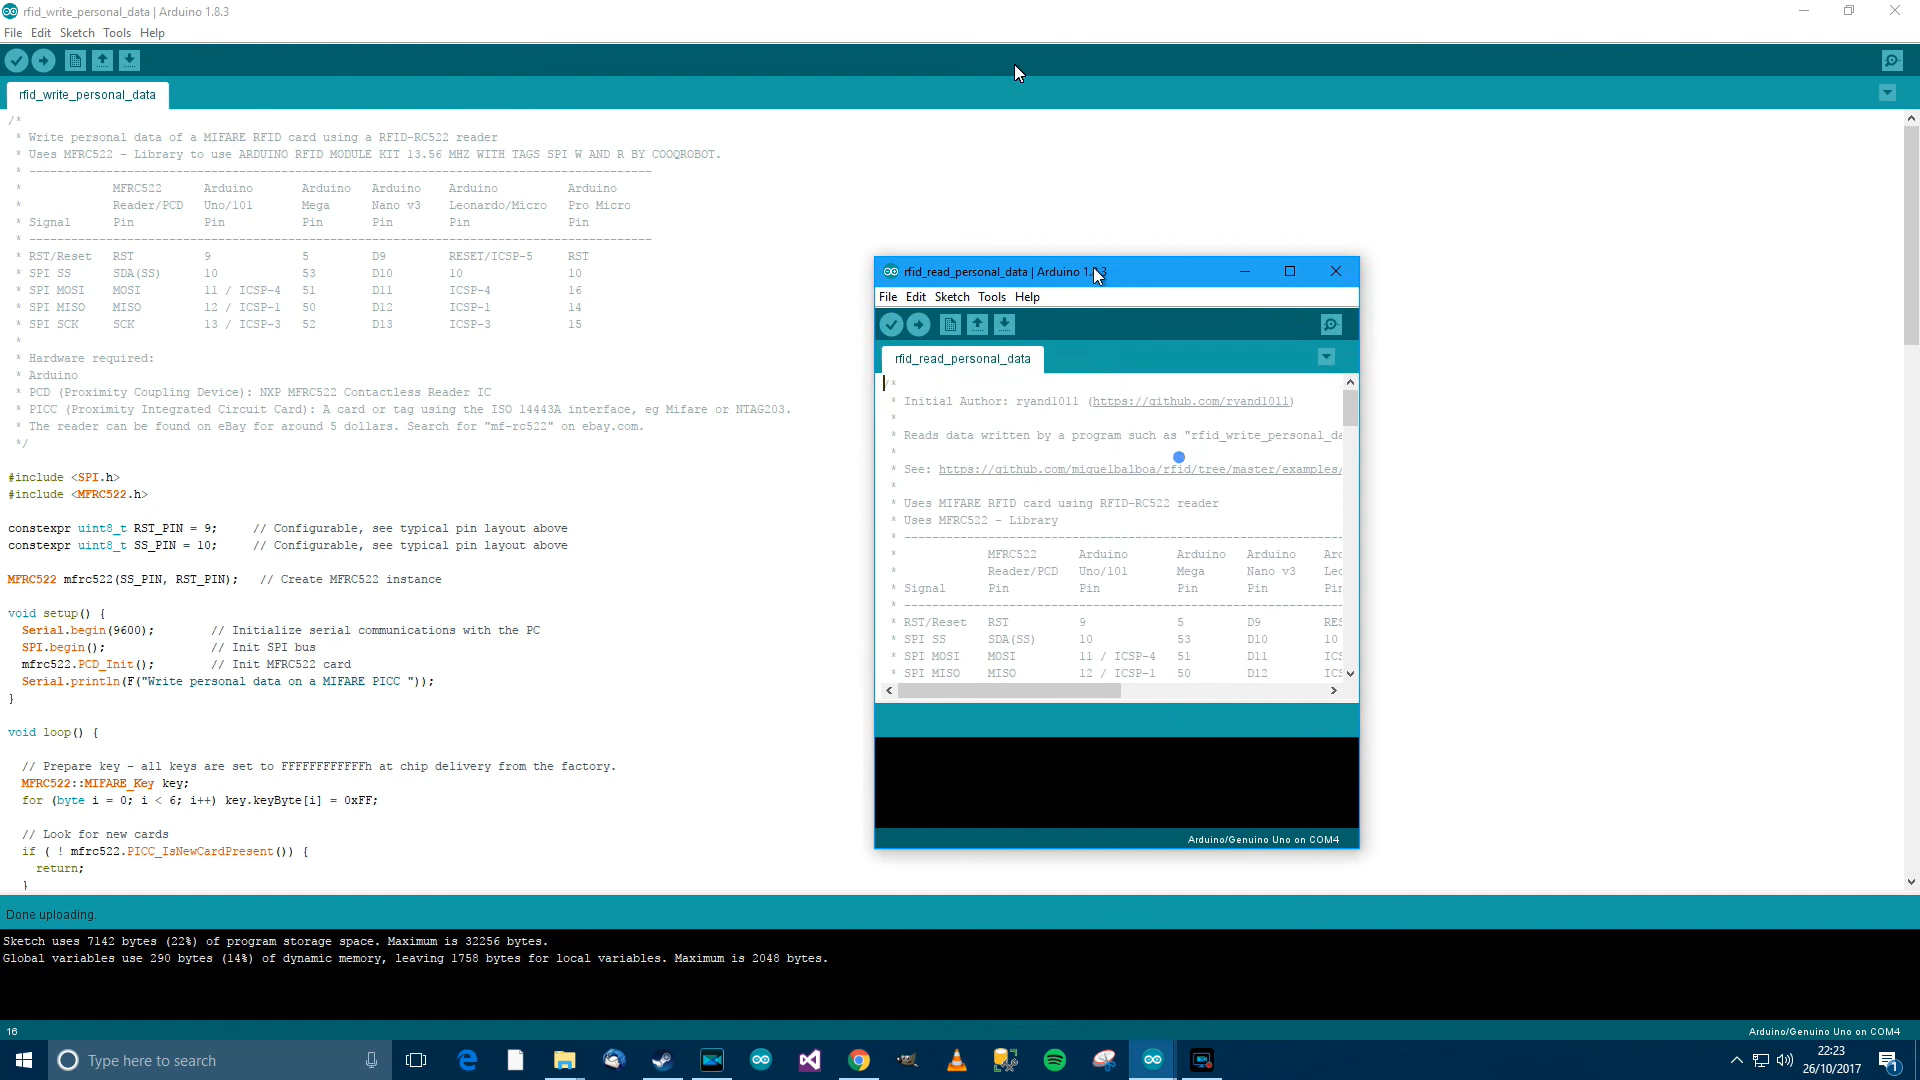 rfid_write_personal_data | Arduino 1.8.3
File Edit Sketch Tools Help
rfid_write_personal_data
/*
* Write personal data of a MIFARE RFID card using a RFID-RC522 reader
* Uses MFRC522 - Library to use ARDUINO RFID MODULE KIT 13.56 MHZ WITH TAGS SPI W AND R BY COOQROBOT.
* -----------------------------------------------------------------------------------------
* MFRC522 Arduino Arduino Arduino Arduino Arduino
* Reader/PCD Uno/101 Mega Nano v3 Leonardo/Micro Pro Micro
* Signal Pin Pin Pin Pin Pin Pin
* -----------------------------------------------------------------------------------------
* RST/Reset RST 9 5 D9 RESET/ICSP-5 RST
* SPI SS SDA(SS) 10 53 D10 10 10
* SPI MOSI MOSI 11 / ICSP-4 51 D11 ICSP-4 16
* SPI MISO MISO 12 / ICSP-1 50 D12 ICSP-1 14
* SPI SCK SCK 13 / ICSP-3 52 D13 ICSP-3 15
*
* Hardware required:
* Arduino
* PCD (Proximity Coupling Device): NXP MFRC522 Contactless Reader IC
* PICC (Proximity Integrated Circuit Card): A card or tag using the ISO 14443A interface, eg Mifare or NTAG203.
* The reader can be found on eBay for around 5 dollars. Search for "mf-rc522" on ebay.com.
*/
#include <SPI.h>
#include <MFRC522.h>
constexpr uint8_t RST_PIN = 9; // Configurable, see typical pin layout above
constexpr uint8_t SS_PIN = 10; // Configurable, see typical pin layout above
MFRC522 mfrc522(SS_PIN, RST_PIN); // Create MFRC522 instance
void setup() {
Serial.begin(9600); // Initialize serial communications with the PC
SPI.begin(); // Init SPI bus
mfrc522.PCD_Init(); // Init MFRC522 card
Serial.println(F("Write personal data on a MIFARE PICC "));
}
void loop() {
// Prepare key - all keys are set to FFFFFFFFFFFFh at chip delivery from the factory.
MFRC522::MIFARE_Key key;
for (byte i = 0; i < 6; i++) key.keyByte[i] = 0xFF;
// Look for new cards
if ( ! mfrc522.PICC_IsNewCardPresent()) {
return;
}
rfid_read_personal_data | Arduino 1.
File Edit Sketch Tools Help
rfid_read_personal_data
/*
* Initial Author: ryand1011 (https://github.com/ryand1011)
*
* Reads data written by a program such as "rfid_write_personal_da
*
* See: https://github.com/miguelbalboa/rfid/tree/master/examples/
*
* Uses MIFARE RFID card using RFID-RC522 reader
* Uses MFRC522 - Library
* -----------------------------------------------------------------
* MFRC522 Arduino Arduino Arduino Ard
* Reader/PCD Uno/101 Mega Nano v3 Leo
* Signal Pin Pin Pin Pin Pin
* -----------------------------------------------------------------
* RST/Reset RST 9 5 D9 RES
* SPI SS SDA(SS) 10 53 D10 10
* SPI MOSI MOSI 11 / ICSP-4 51 D11 ICS
* SPI MISO MISO 12 / ICSP-1 50 D12 ICS
Arduino/Genuino Uno on COM4
Done uploading.
Sketch uses 7142 bytes (22%) of program storage space. Maximum is 32256 bytes.
Global variables use 290 bytes (14%) of dynamic memory, leaving 1758 bytes for local variables. Maximum is 2048 bytes.
16
Arduino/Genuino Uno on COM4
Type here to search
22:23
26/10/2017
1